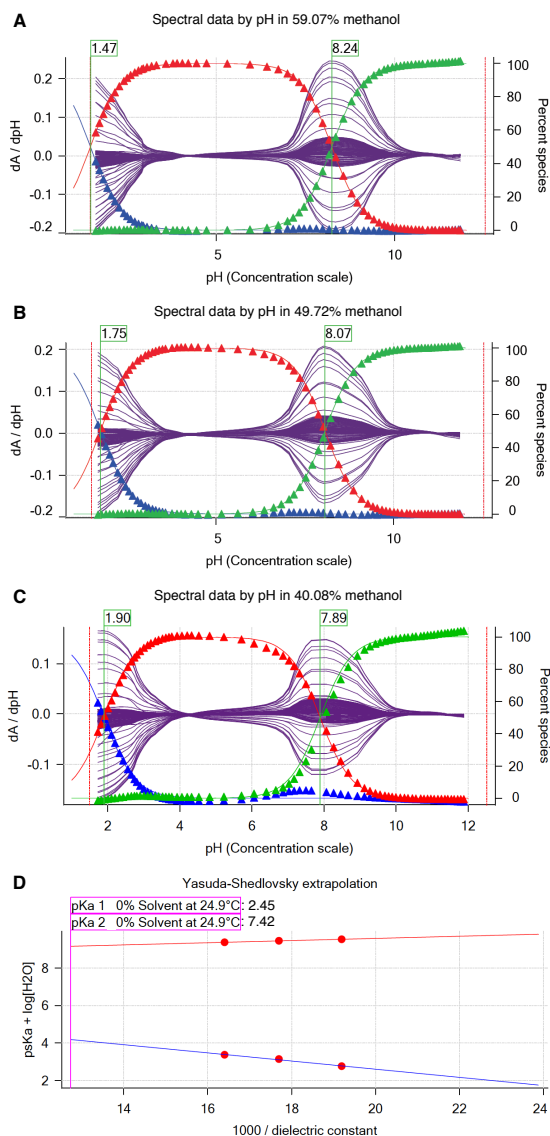 A
Spectral data by pH in 59.07% methanol
1.47
8.24
0.2
0.1
0.0
-0.1
-0.2
dA / dpH
100
80
60
40
20
0
Percent species
5
10
pH (Concentration scale)
B
Spectral data by pH in 49.72% methanol
1.75
8.07
0.2
0.1
0.0
-0.1
-0.2
dA / dpH
100
80
60
40
20
0
Percent species
5
10
pH (Concentration scale)
C
Spectral data by pH in 40.08% methanol
1.90
7.89
0.1
0.0
-0.1
dA / dpH
100
80
60
40
20
0
Percent species
2
4
6
8
10
12
pH (Concentration scale)
D
Yasuda-Shedlovsky extrapolation
pKa 1 0% Solvent at 24.9°C: 2.45
pKa 2 0% Solvent at 24.9°C: 7.42
8
6
4
2
psKa + log[H2O]
14
16
18
20
22
24
1000 / dielectric constant